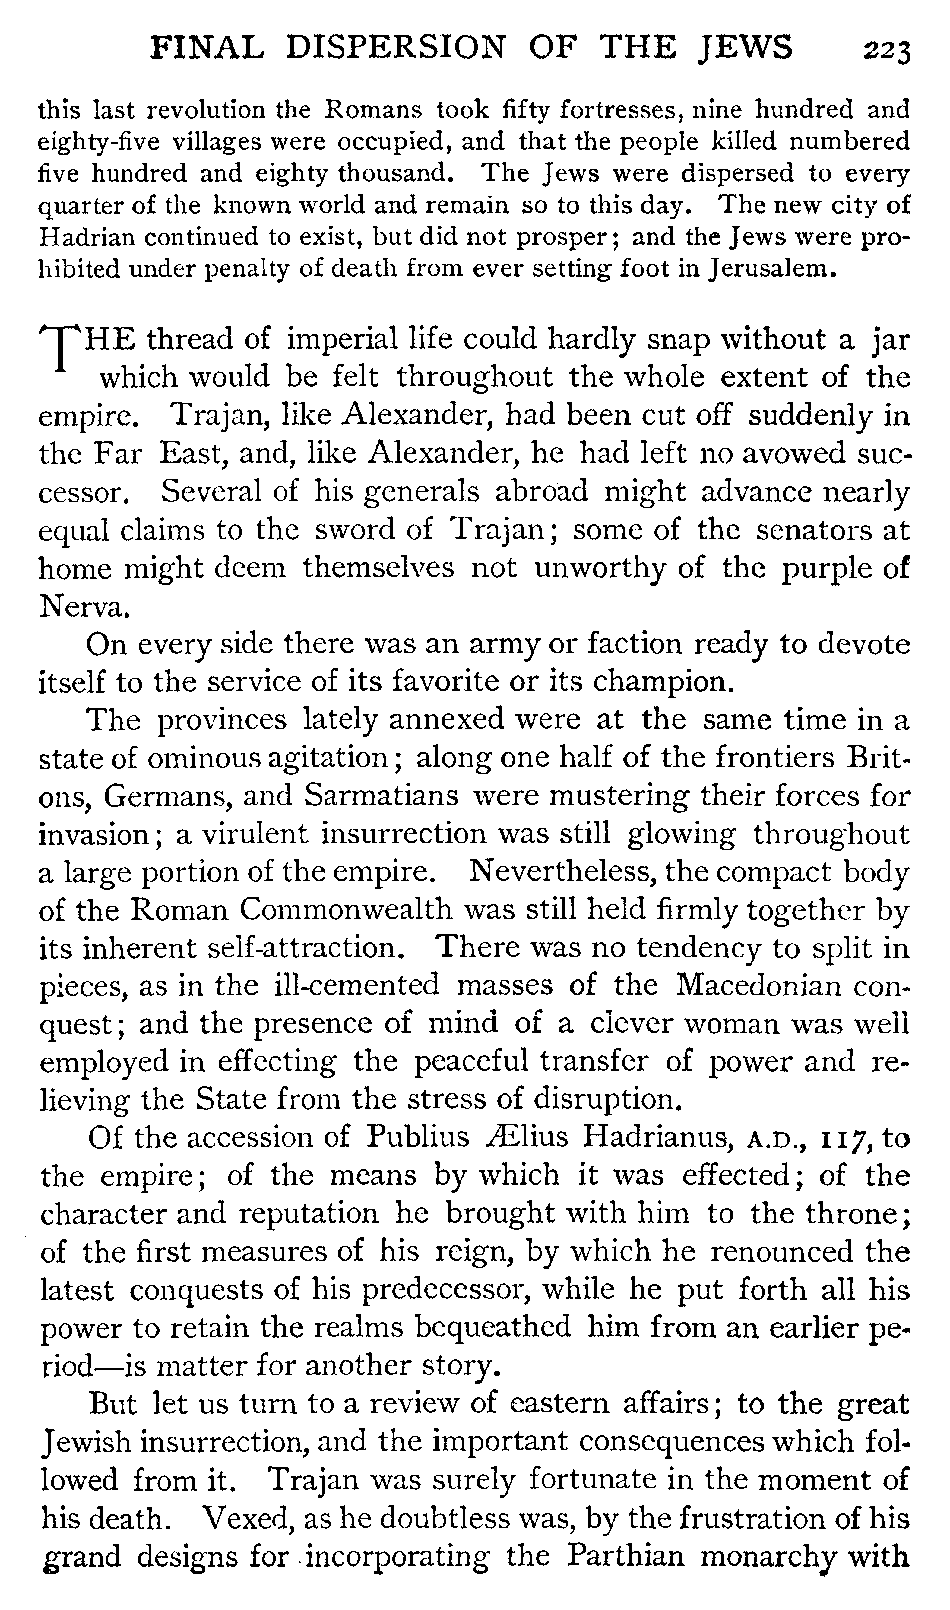 FINAL DISPERSION OF THE JEWS 223
this last revolution the Romans took fifty fortresses, nine hundred and
eighty-five villages were occupied, and that the people killed numbered
five hundred and eighty thousand. The Jews were dispersed to every
quarter of the known world and remain so to this day. The new city of
Hadrian continued to exist, but did not prosper; and the Jews were pro-
hibited under penalty of death from ever setting foot in Jerusalem.
THE thread of imperial life could hardly snap without a jar
which would be felt throughout the whole extent of the
empire. Trajan, like Alexander, had been cut off suddenly in
the Far East, and, like Alexander, he had left no avowed suc-
cessor. Several of his generals abroad might advance nearly
equal claims to the sword of Trajan; some of the senators at
home might deem themselves not unworthy of the purple of
Nerva.
On every side there was an army or faction ready to devote
itself to the service of its favorite or its champion.
The provinces lately annexed were at the same time in a
state of ominous agitation; along one half of the frontiers Brit-
ons, Germans, and Sarmatians were mustering their forces for
invasion; a virulent insurrection was still glowing throughout
a large portion of the empire. Nevertheless, the compact body
of the Roman Commonwealth was still held firmly together by
its inherent self-attraction. There was no tendency to split in
pieces, as in the ill-cemented masses of the Macedonian con-
quest; and the presence of mind of a clever woman was well
employed in effecting the peaceful transfer of power and re-
lieving the State from the stress of disruption.
Of the accession of Publius Ælius Hadrianus, A.D., 117, to
the empire; of the means by which it was effected; of the
character and reputation he brought with him to the throne;
of the first measures of his reign, by which he renounced the
latest conquests of his predecessor, while he put forth all his
power to retain the realms bequeathed him from an earlier pe-
riod—is matter for another story.
But let us turn to a review of eastern affairs; to the great
Jewish insurrection, and the important consequences which fol-
lowed from it. Trajan was surely fortunate in the moment of
his death. Vexed, as he doubtless was, by the frustration of his
grand designs for incorporating the Parthian monarchy with